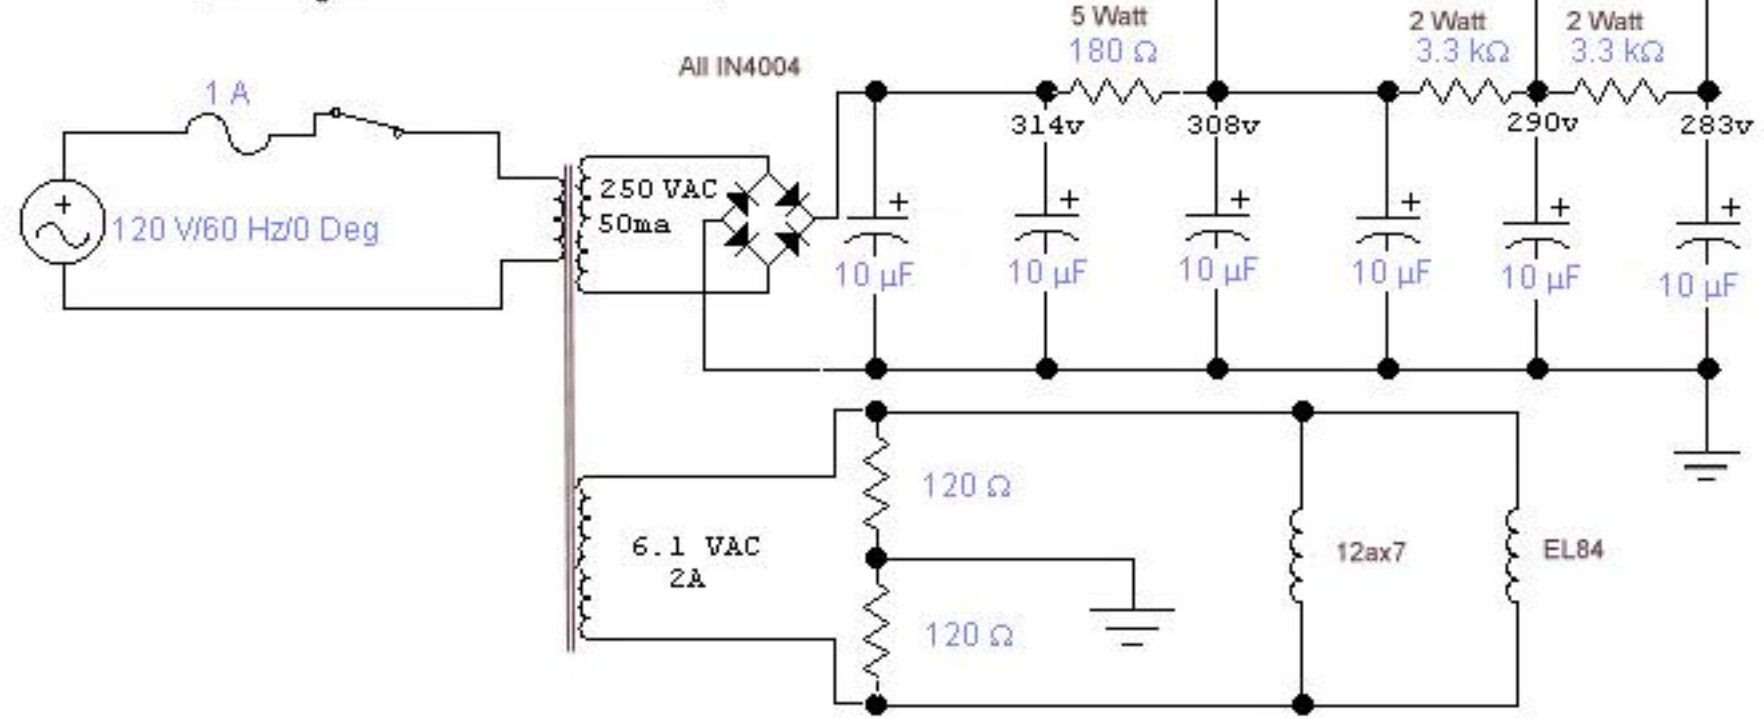 5 Watt
180 Ω
2 Watt
3.3 kΩ
2 Watt
3.3 kΩ
All IN4004
1 A
314v
308v
290v
283v
+
120 V/60 Hz/0 Deg
250 VAC
50ma
+
10 µF
+
10 µF
+
10 µF
+
10 µF
+
10 µF
+
10 µF
120 Ω
6.1 VAC
2A
12ax7
EL84
120 Ω